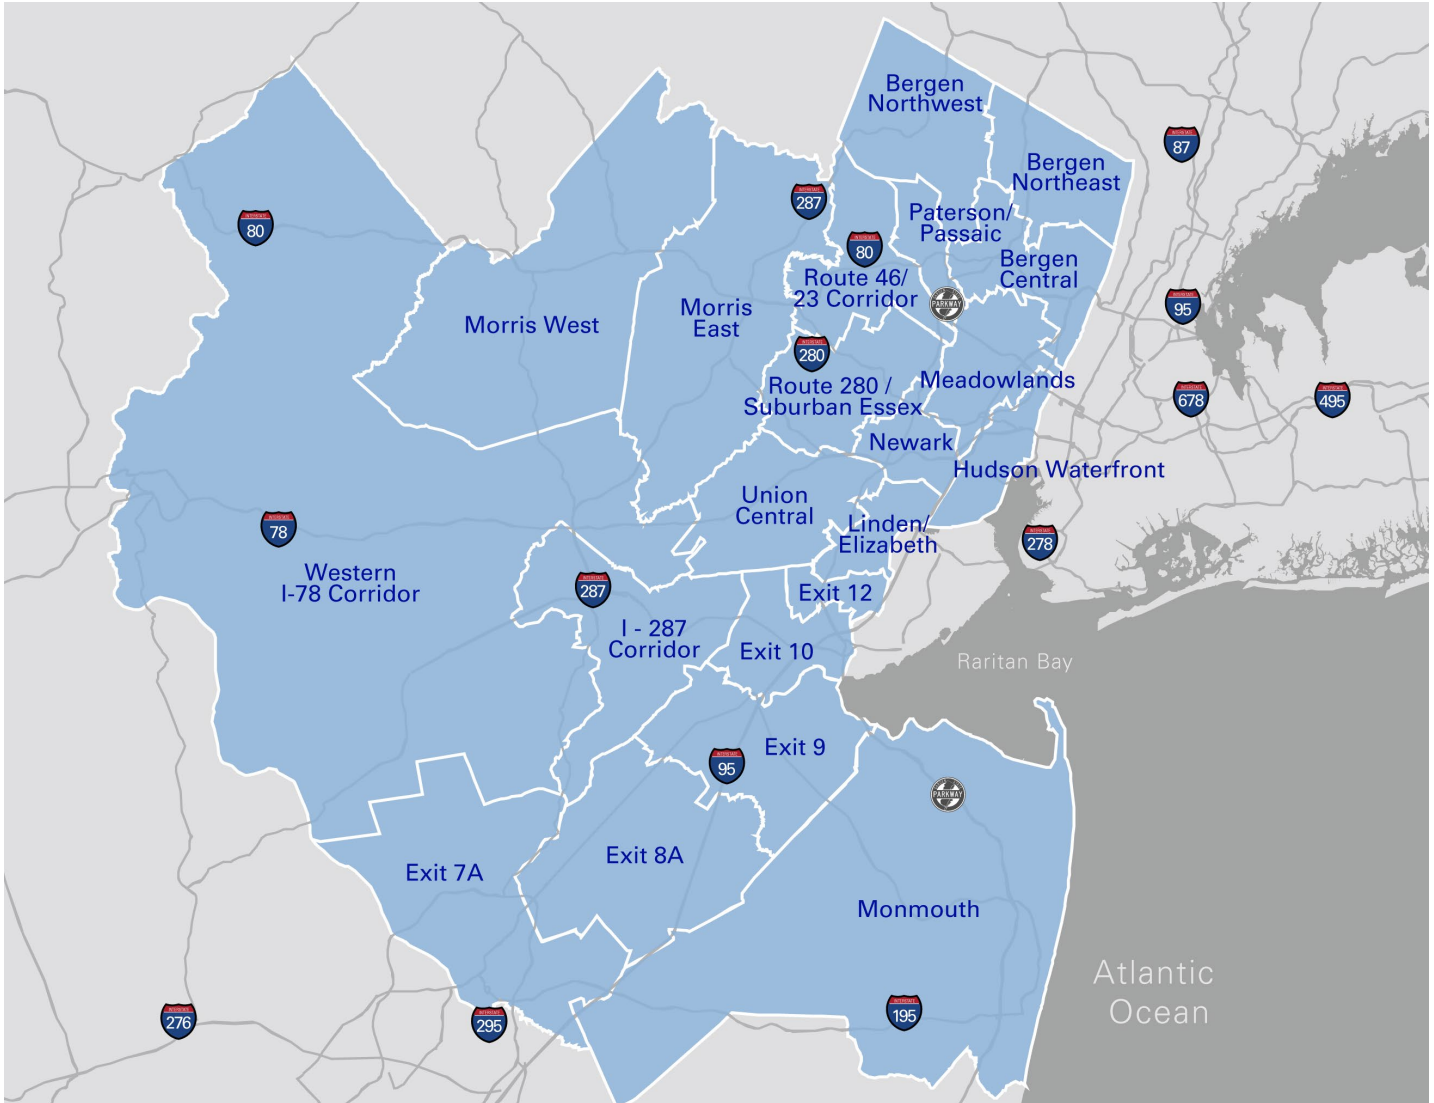 Bergen
Northwest
87
Bergen
Northeast
287
Paterson/
Passaic
80
80
Bergen
Central
Route 46/
23 Corridor
PARKWAY
95
Morris West
Morris
East
280
Meadowlands
Route 280 /
Suburban Essex
678
495
Newark
Hudson Waterfront
Union
Central
78
Linden/
Elizabeth
278
Western
I-78 Corridor
287
Exit 12
I - 287
Corridor
Exit 10
Raritan Bay
Exit 9
95
PARKWAY
Exit 8A
Exit 7A
Monmouth
Atlantic
Ocean
276
295
195